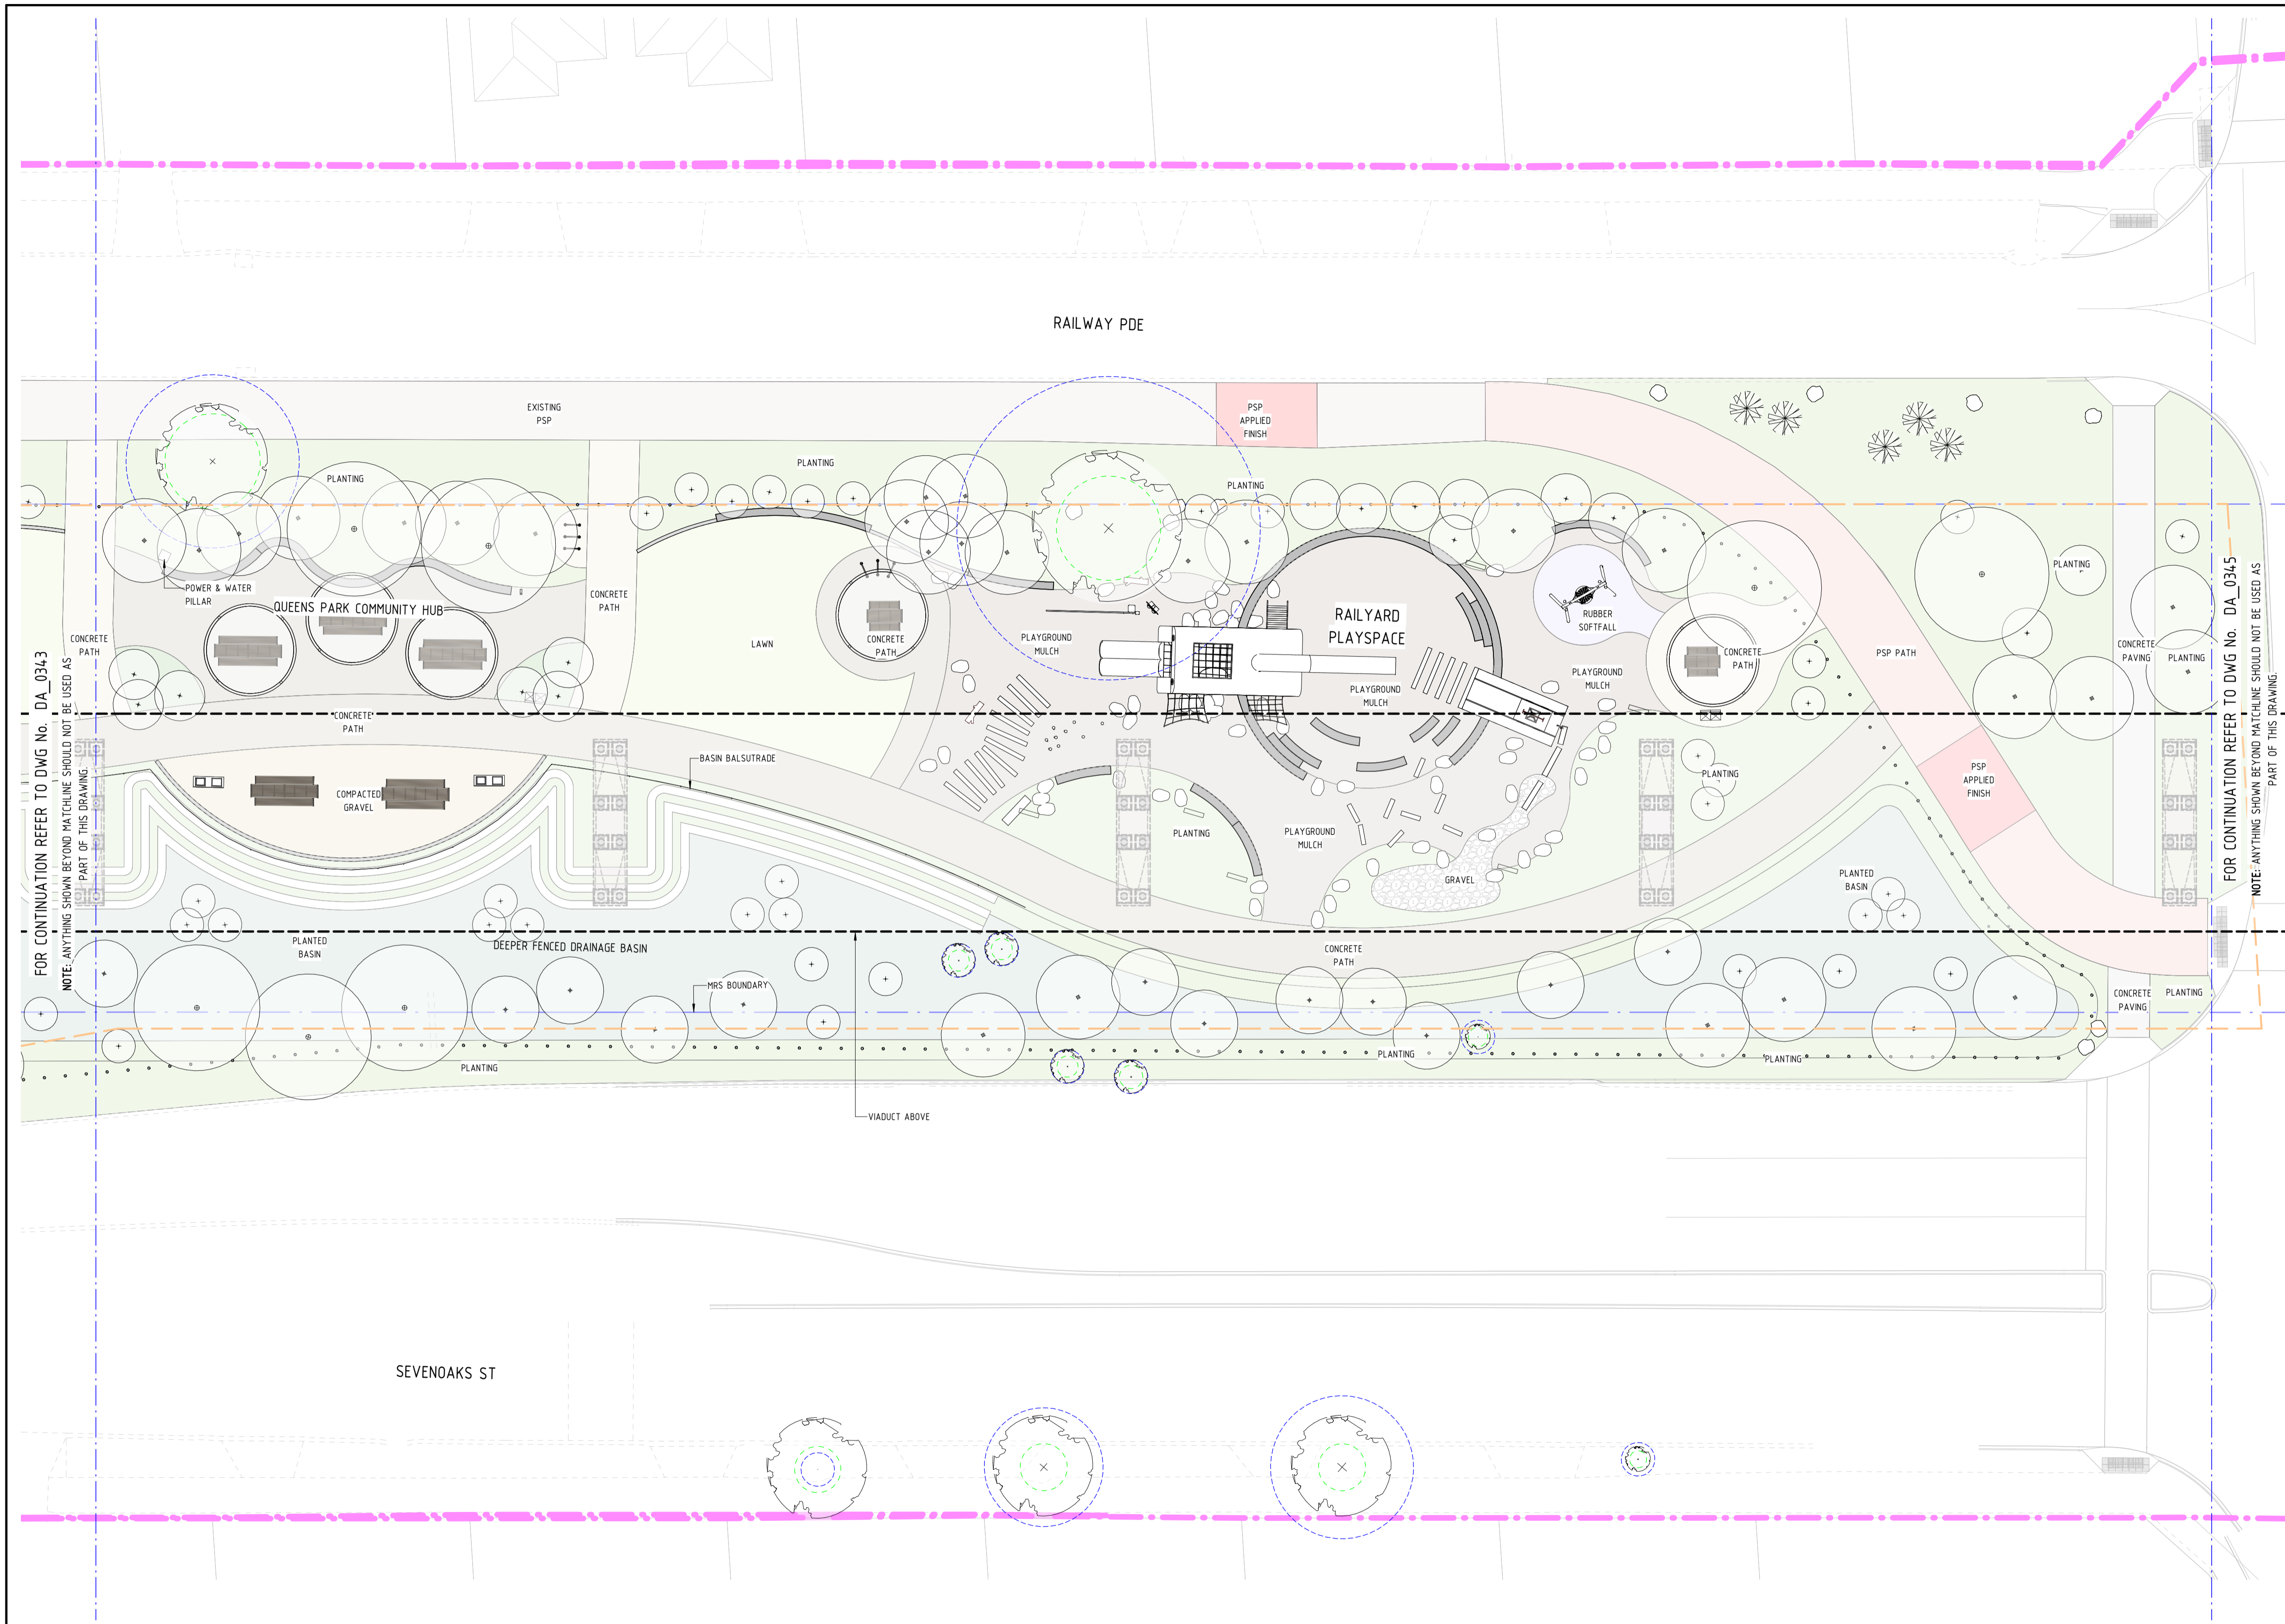 RAILWAY PDE
EXISTING
PSP
PSP
APPLIED
FINISH
PLANTING
PLANTING
PLANTING
POWER & WATER
PILLAR
QUEENS PARK COMMUNITY HUB
CONCRETE
PATH
CONCRETE
PATH
LAWN
CONCRETE
PATH
PLAYGROUND
MULCH
RAILYARD
PLAYSPACE
PLAYGROUND
MULCH
RUBBER
SOFTFALL
PLAYGROUND
MULCH
CONCRETE
PATH
PSP PATH
PLANTING
CONCRETE
PAVING
PLANTING
CONCRETE
PATH
BASIN BALSUTRADE
COMPACTED
GRAVEL
PLANTING
PLAYGROUND
MULCH
GRAVEL
PLANTING
PSP
APPLIED
FINISH
PLANTED
BASIN
PLANTED
BASIN
DEEPER FENCED DRAINAGE BASIN
CONCRETE
PATH
MRS BOUNDARY
CONCRETE
PAVING
PLANTING
PLANTING
PLANTING
PLANTING
VIADUCT ABOVE
SEVENOAKS ST
FOR CONTINUATION REFER TO DWG No. DA_0343
NOTE: ANYTHING SHOWN BEYOND MATCHLINE SHOULD NOT BE USED AS
PART OF THIS DRAWING.
FOR CONTINUATION REFER TO DWG No. DA_0345
NOTE: ANYTHING SHOWN BEYOND MATCHLINE SHOULD NOT BE USED AS
PART OF THIS DRAWING.